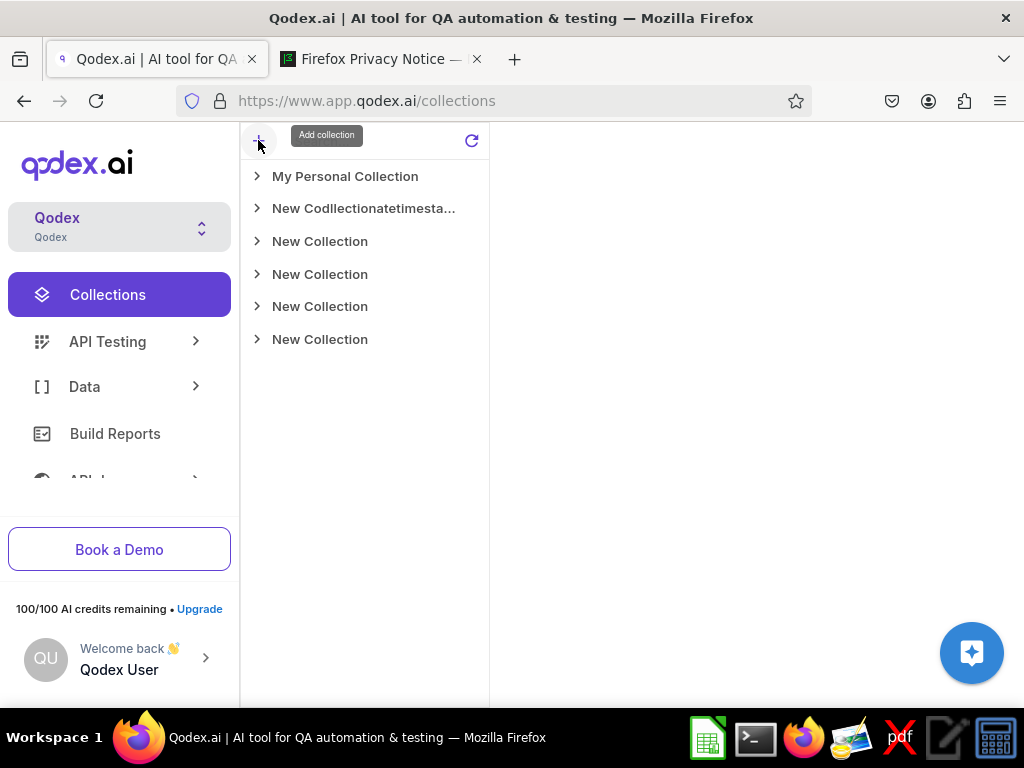 Qodex.ai | AI tool for QA automation & testing — Mozilla Firefox
Qodex.ai | AI tool for QA
Firefox Privacy Notice —
https://www.app.qodex.ai/collections
qodex.ai
Add collection
Qodex
Qodex
Collections
API Testing
Data
Build Reports
Book a Demo
100/100 AI credits remaining • Upgrade
QU
Welcome back 👋
Qodex User
My Personal Collection
New Codllectionatetimesta...
New Collection
New Collection
New Collection
New Collection
Workspace 1
Qodex.ai | AI tool for QA automation & testing — Mozilla Firefox
pdf